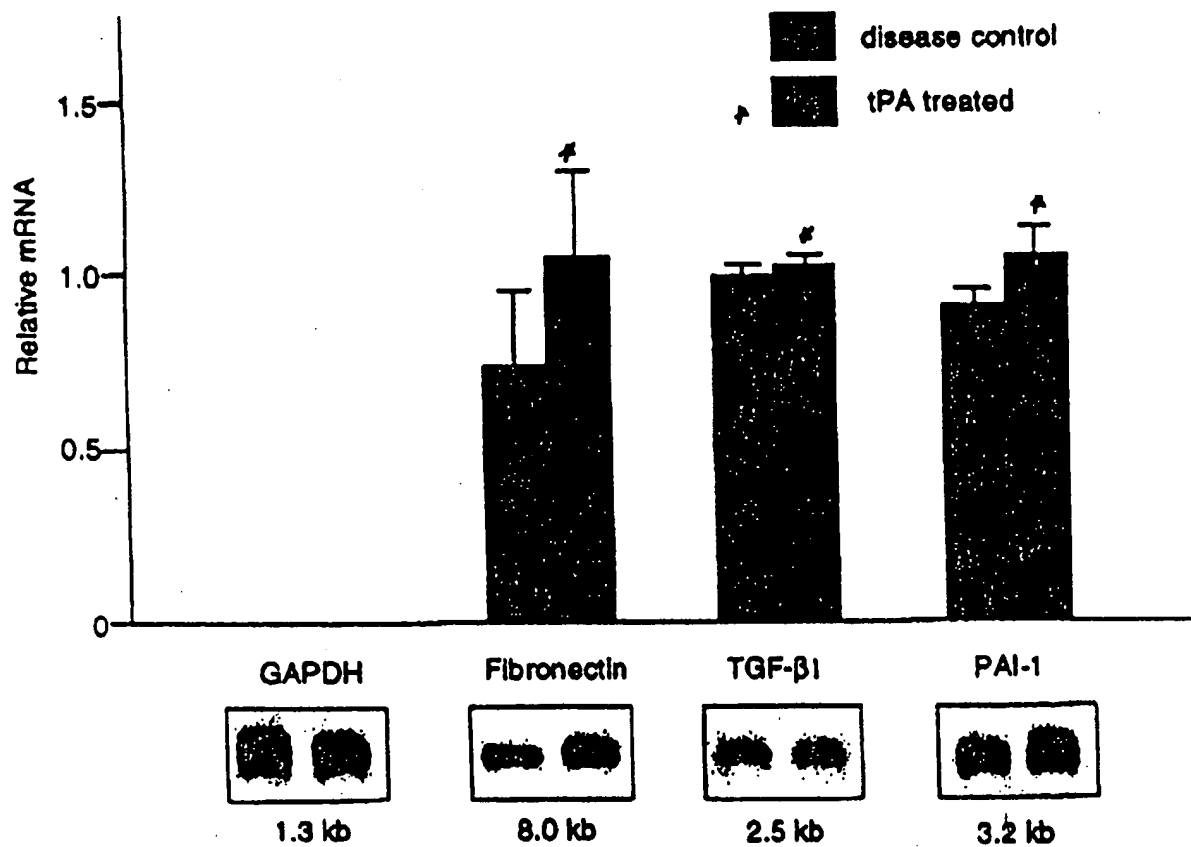 disease control
tPA treated
Relative mRNA
1.5
1.0
0.5
0
GAPDH Fibronectin TGF-β1 PAI-1
1.3 kb 8.0 kb 2.5 kb 3.2 kb